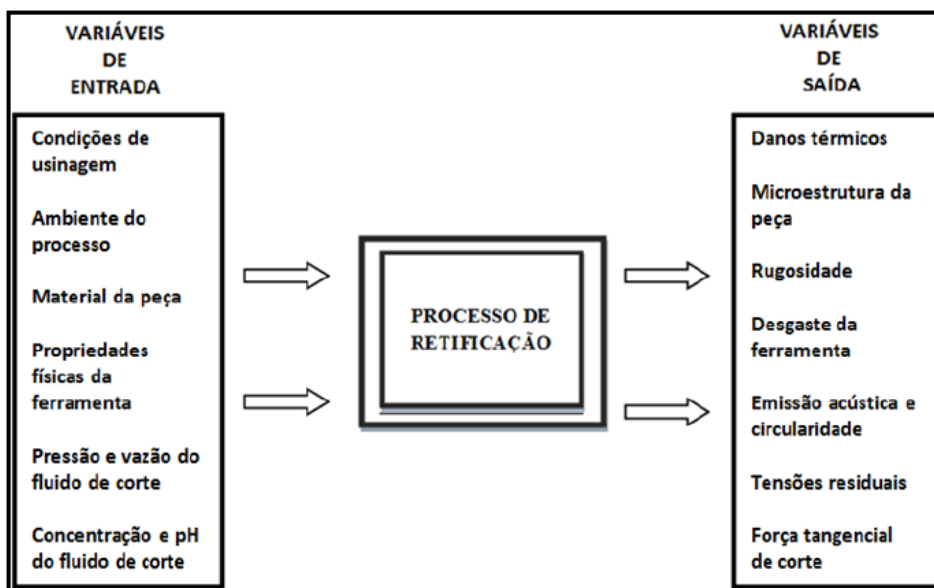 VARIÁVEIS
DE
ENTRADA
Condições de
usinagem
Ambiente do
processo
Material da peça
Propriedades
físicas da
ferramenta
Pressão e vazão do
fluido de corte
Concentração e pH
do fluido de corte
PROCESSO DE
RETIFICAÇÃO
VARIÁVEIS
DE
SAÍDA
Danos térmicos
Microestrutura da
peça
Rugosidade
Desgaste da
ferramenta
Emissão acústica e
circularidade
Tensões residuais
Força tangencial
de corte